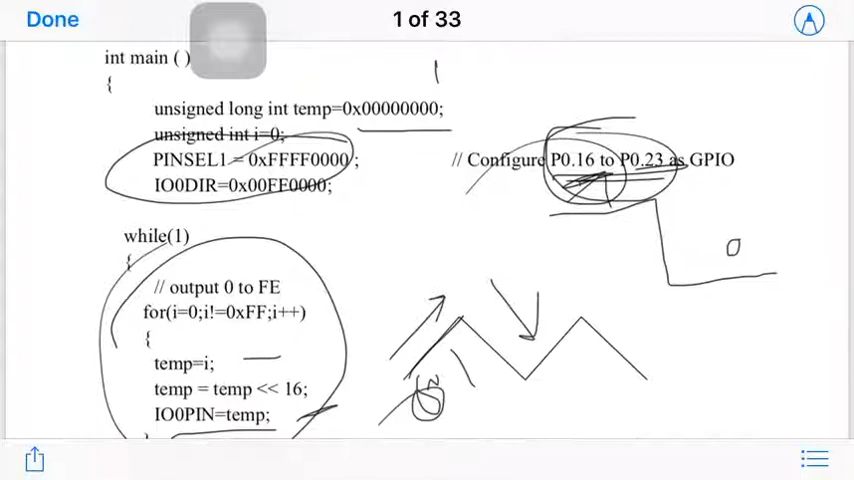 Done
1 of 33
int main ( )
{
unsigned long int temp=0x00000000;
unsigned int i=0;
PINSEL1 = 0xFFFF0000 ; // Configure P0.16 to P0.23 as GPIO
IO0DIR=0x00FF0000;
while(1)
{
0
// output 0 to FE
for(i=0;i!=0xFF;i++)
{
temp=i;
temp = temp << 16;
IO0PIN=temp;
}